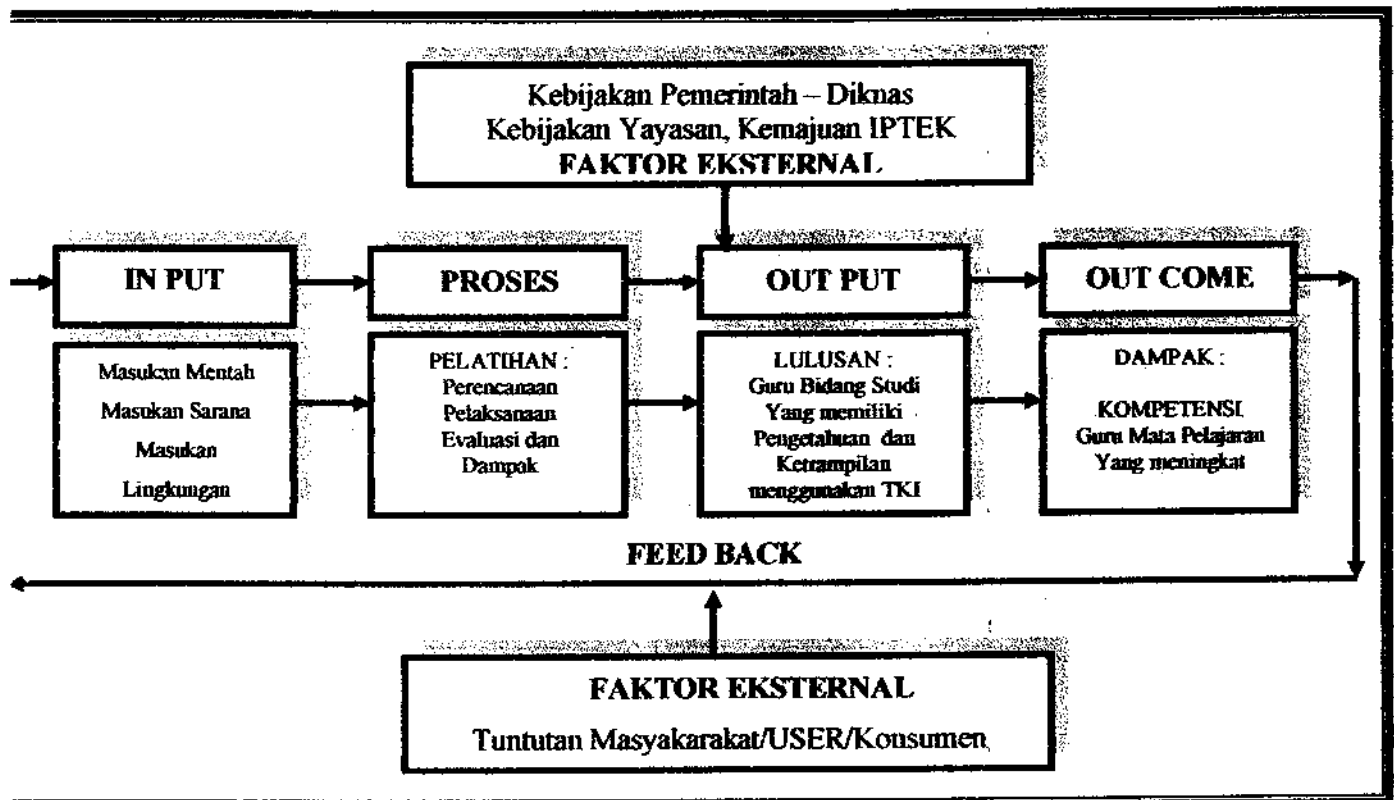 Kebijakan Pemerintah – Diknas
Kebijakan Yayasan, Kemajuan IPTEK
FAKTOR EKSTERNAL
IN PUT
PROSES
OUT PUT
OUT COME
Masukan Mentah
Masukan Sarana
Masukan
Lingkungan
PELATIHAN :
Perencanaan
Pelaksanaan
Evaluasi dan
Dampak
LULUSAN :
Guru Bidang Studi
Yang memiliki
Pengetahuan dan
Ketrampilan
menggunakan TKI
DAMPAK :
KOMPETENSI
Guru Mata Pelajaran
Yang meningkat
FEED BACK
FAKTOR EKSTERNAL
Tuntutan Masyakarakat/USER/Konsumen